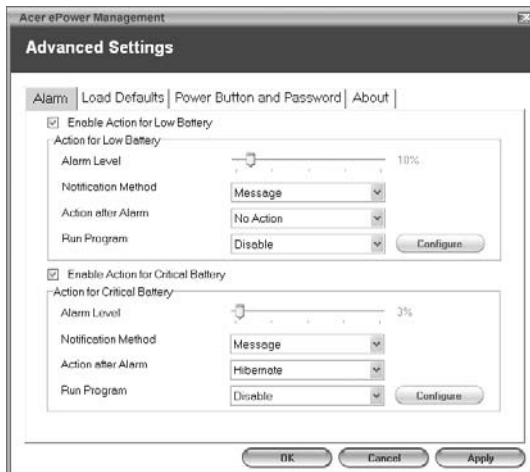 Acer ePower Management
Advanced Settings
Alarm Load Defaults Power Button and Password About
Enable Action for Low Battery
Action for Low Battery
Alarm Level 10%
Notification Method Message
Action after Alarm No Action
Run Program Disable Configure
Enable Action for Critical Battery
Action for Critical Battery
Alarm Level 3%
Notification Method Message
Action after Alarm Hibernate
Run Program Disable Configure
OK Cancel Apply